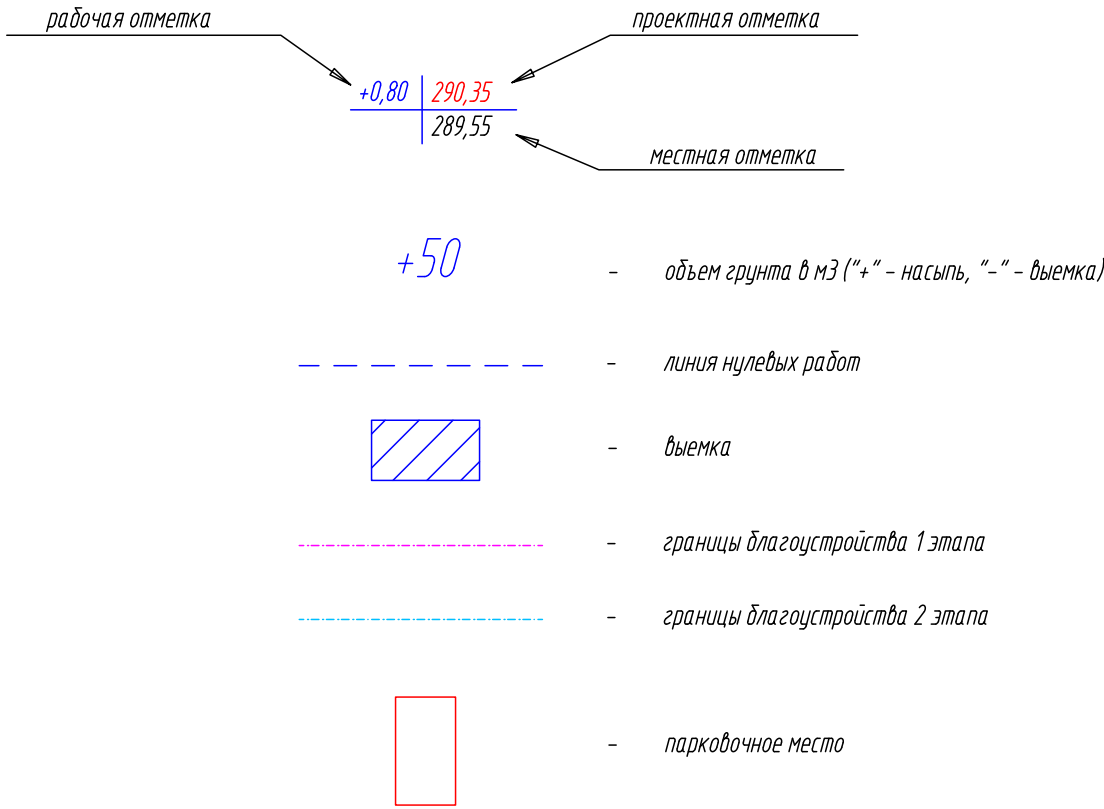 рабочая отметка
проектная отметка
+0,80 290,35
289,55
местная отметка
+50 - объем грунта в м3 ("+" - насыпь, "-" - выемка)
- линия нулевых работ
- выемка
- границы благоустройства 1 этапа
- границы благоустройства 2 этапа
- парковочное место